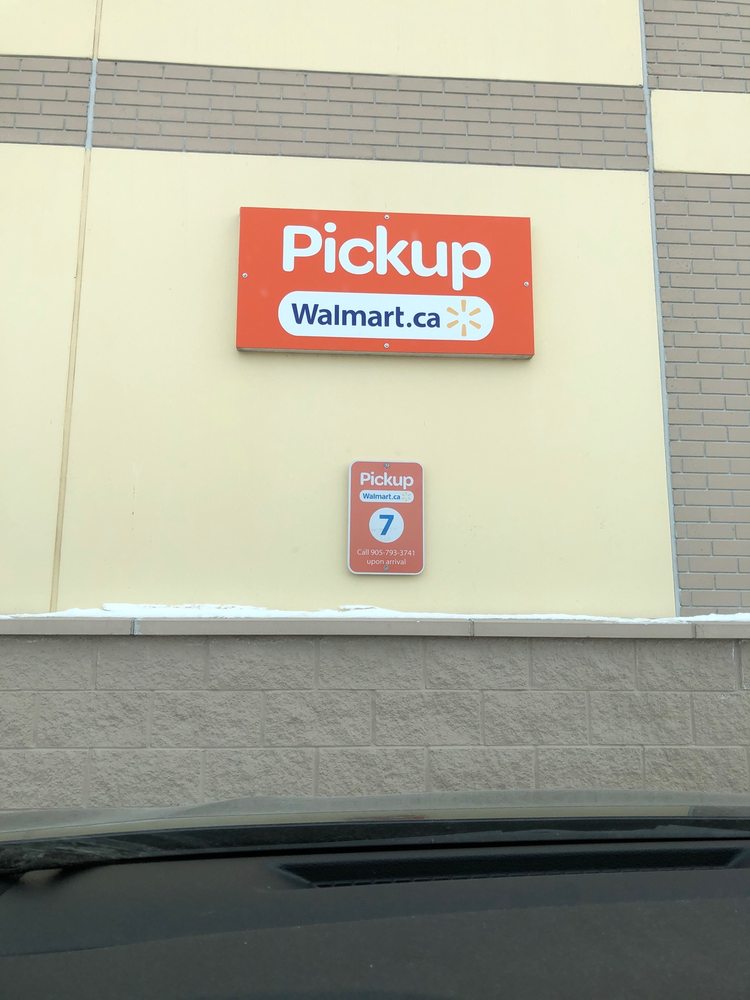 Pickup
Walmart.ca
Pickup
Walmart.ca
7
Call 905-793-3741
upon arrival